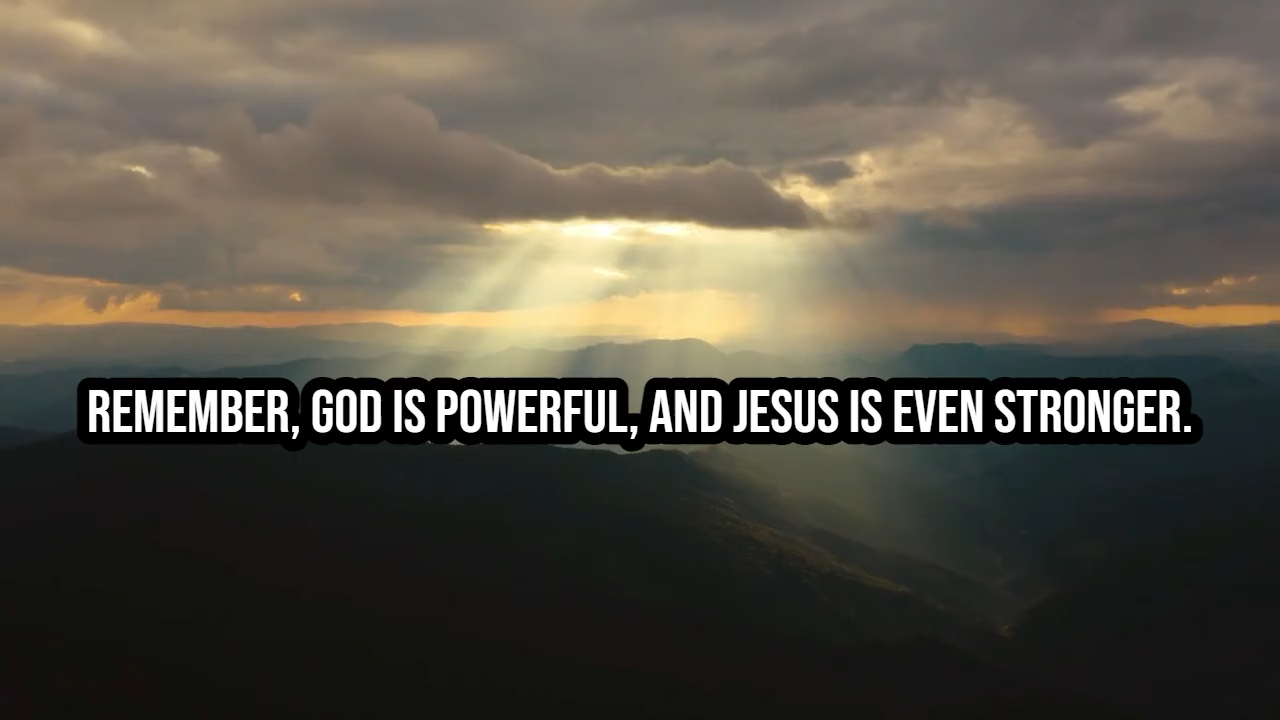 REMEMBER, GOD IS POWERFUL, AND JESUS IS EVEN STRONGER.